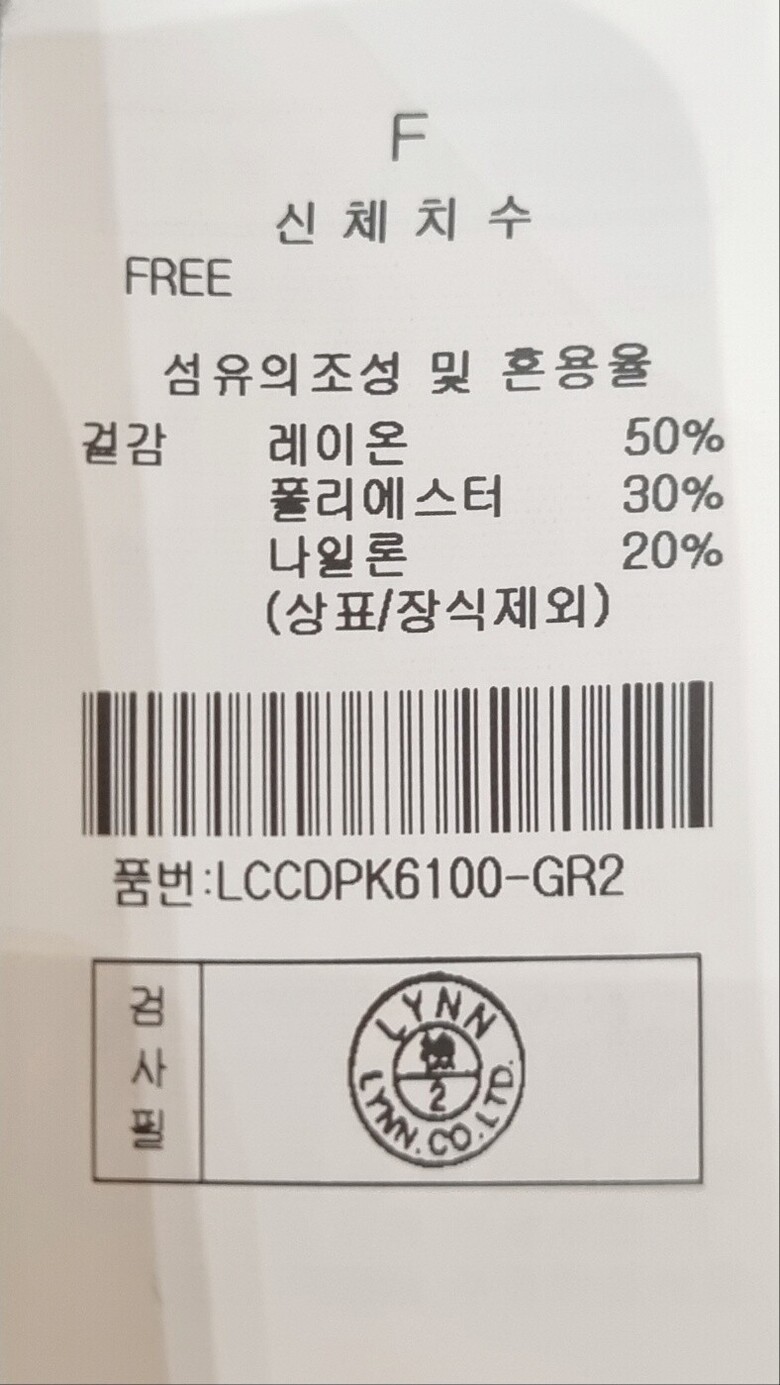 F
신체치수
FREE
섬유의조성 및 혼용율
겉감 레이온 50%
폴리에스터 30%
나일론 20%
(상표/장식제외)
품번:LCCDPK6100-GR2
검사필
LYNN
2
LYNN.CO.LTD.